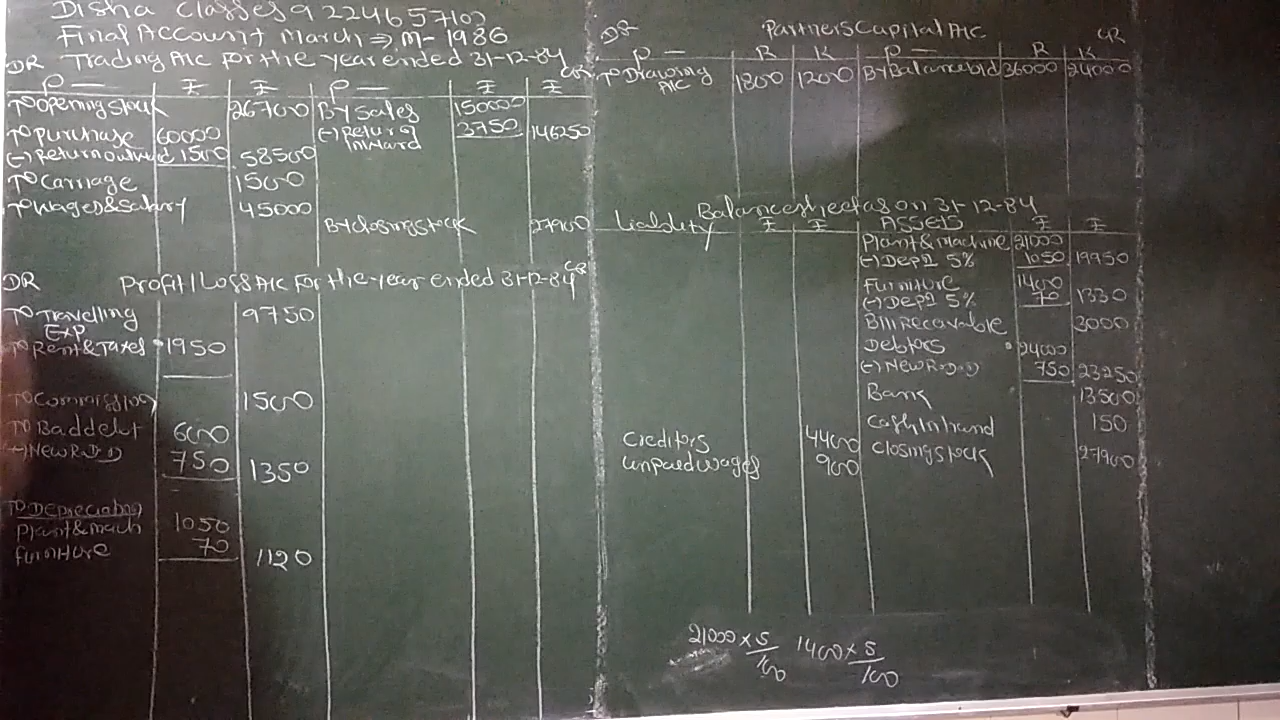 Disha Classes 9224657102
Final Account March ⇒ M- 1986
DR Trading A/C For the year ended 31-12-84 CR
P — ₹ ₹ P — ₹ ₹
To opening stock 26700 By Sales 150000
To purchase 60000 (-) Return Inward 3750 146250
(-) Return outward 1500 58500
To Carriage 1500
To Wages & Salary 45000
By closing stock 27900
DR Profit/Loss A/C For the year ended 31-12-84 CR
To Travelling Exp 9750
To Rent & Taxes 1950
To Commission 1500
To Bad debt 600
(+) New R.D.D 750 1350
To Depreciation
Plant & mach 1050
Furniture 70 1120
DR Partners Capital A/C CR
P — R K P — R K
To Drawing A/C 1800 1200 By Balance b/d 36000 24000
Balance sheet as on 31-12-84
Liability ₹ ₹ ASSETS ₹ ₹
Plant & Machine 21000
(-) Dep 5% 1050 19950
Furniture 1400
(-) Dep 5% 70 1330
Bill Receivable 3000
Debtors 24000
(-) New R.D.D 750 23250
Bank 13500
Cash In hand 150
Creditors 4400 Closing stock 27900
unpaid wages 900
21000 × 5/100 1400 × 5/100